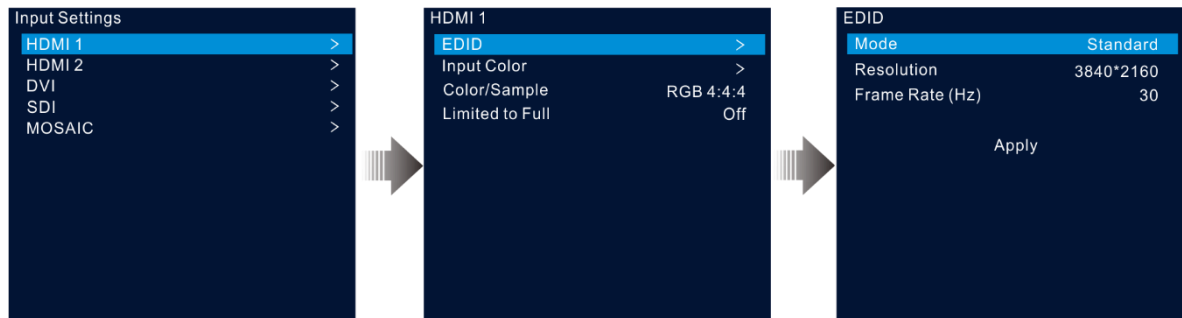 Input Settings
HDMI 1 >
HDMI 2 >
DVI >
SDI >
MOSAIC >
HDMI 1
EDID >
Input Color >
Color/Sample RGB 4:4:4
Limited to Full Off
EDID
Mode Standard
Resolution 3840*2160
Frame Rate (Hz) 30
Apply